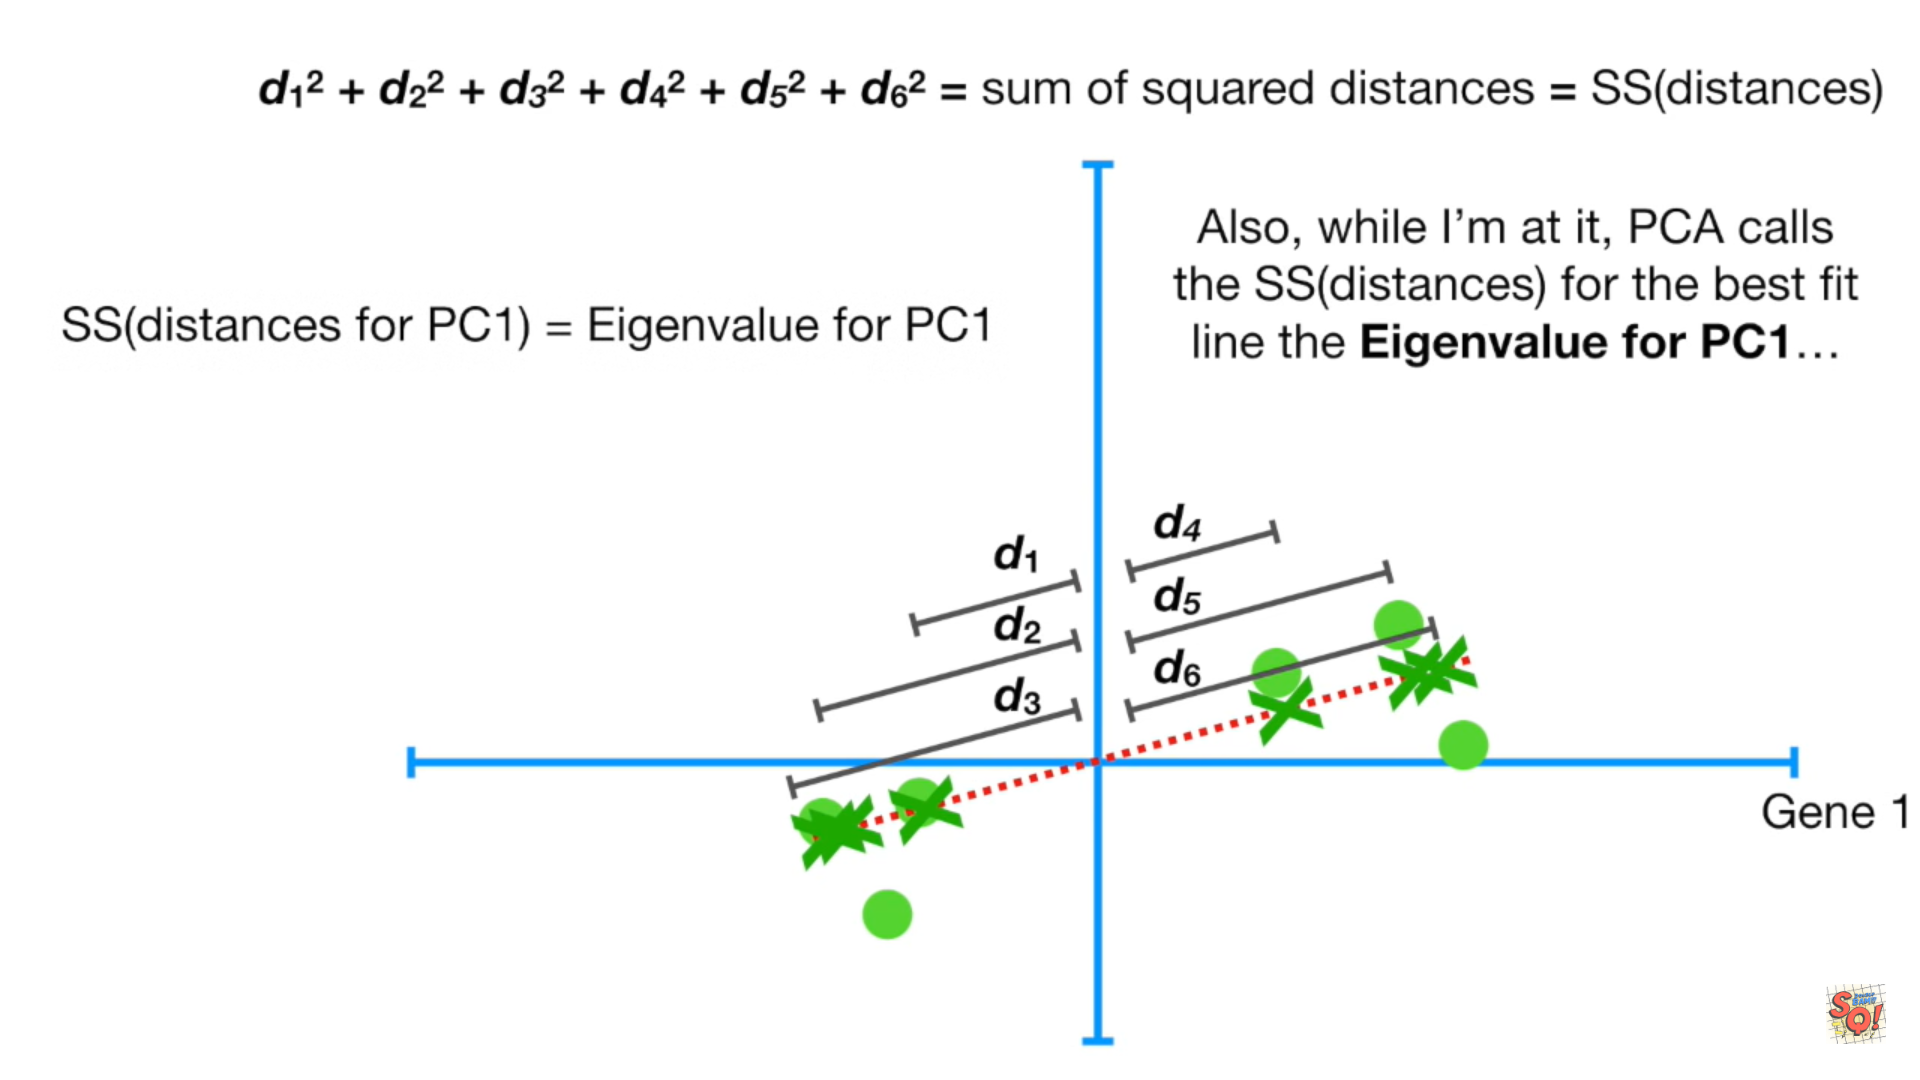 d₁² + d₂² + d₃² + d₄² + d₅² + d₆² = sum of squared distances = SS(distances)
Also, while I'm at it, PCA calls
the SS(distances) for the best fit
line the Eigenvalue for PC1…
SS(distances for PC1) = Eigenvalue for PC1
d₁
d₂
d₃
d₄
d₅
d₆
Gene 1
SQ!